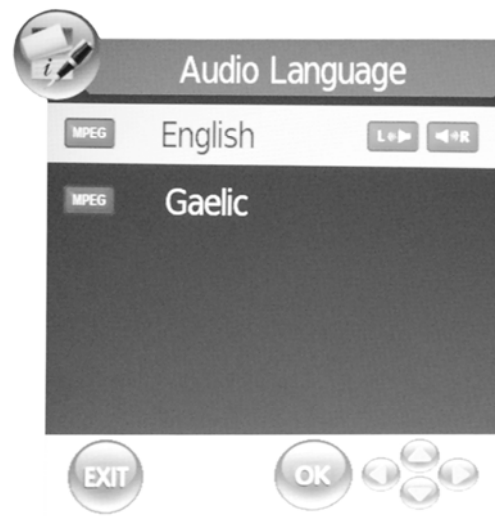 i
Audio Language
MPEG English L R
MPEG Gaelic
EXIT OK